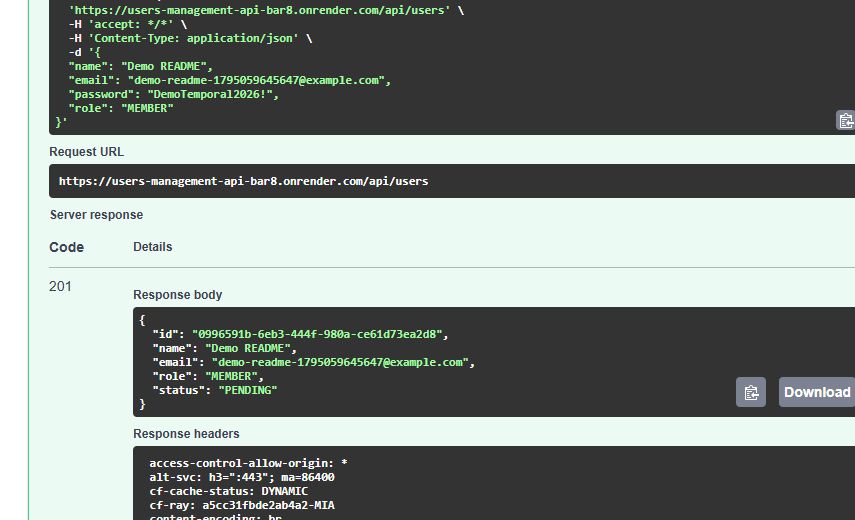 'https://users-management-api-bar8.onrender.com/api/users' \
-H 'accept: */*' \
-H 'Content-Type: application/json' \
-d '{
"name": "Demo README",
"email": "demo-readme-1795059645647@example.com",
"password": "DemoTemporal2026!",
"role": "MEMBER"
}'
Request URL
https://users-management-api-bar8.onrender.com/api/users
Server response
Code Details
201
Response body
{
"id": "0996591b-6eb3-444f-980a-ce61d73ea2d8",
"name": "Demo README",
"email": "demo-readme-1795059645647@example.com",
"role": "MEMBER",
"status": "PENDING"
}
Download
Response headers
access-control-allow-origin: *
alt-svc: h3=":443"; ma=86400
cf-cache-status: DYNAMIC
cf-ray: a5cc31fbde2ab4a2-MIA
content-encoding: br